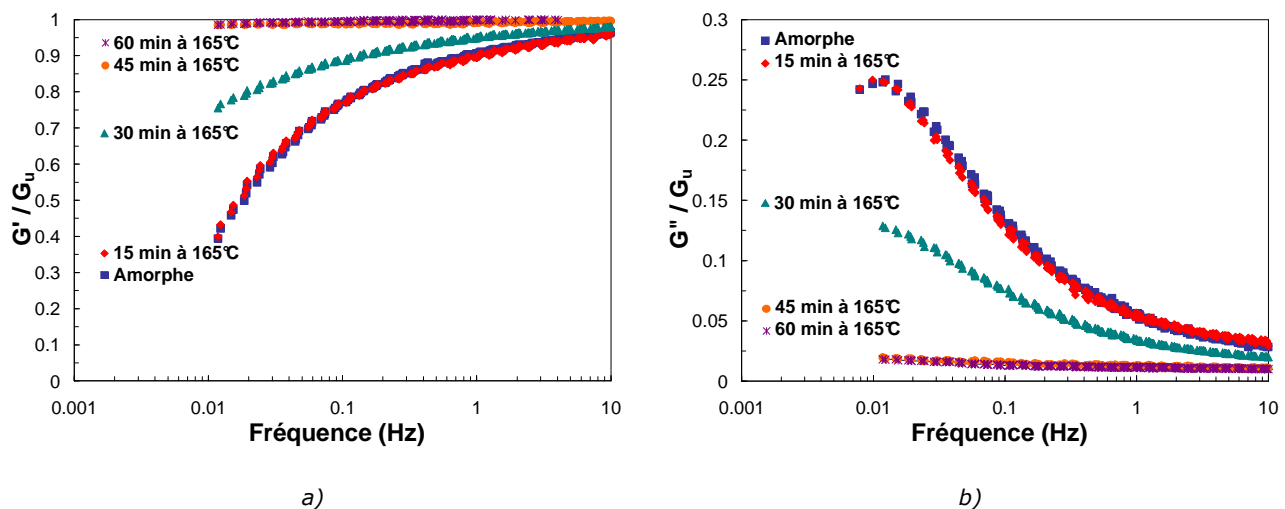 1
0.9
0.8
0.7
0.6
0.5
0.4
0.3
0.2
0.1
0
G' / Gu
60 min à 165°C
45 min à 165°C
30 min à 165°C
15 min à 165°C
Amorphe
0.001 0.01 0.1 1 10
Fréquence (Hz)
a)
0.3
0.25
0.2
0.15
0.1
0.05
0
G" / Gu
Amorphe
15 min à 165°C
30 min à 165°C
45 min à 165°C
60 min à 165°C
0.001 0.01 0.1 1 10
Fréquence (Hz)
b)